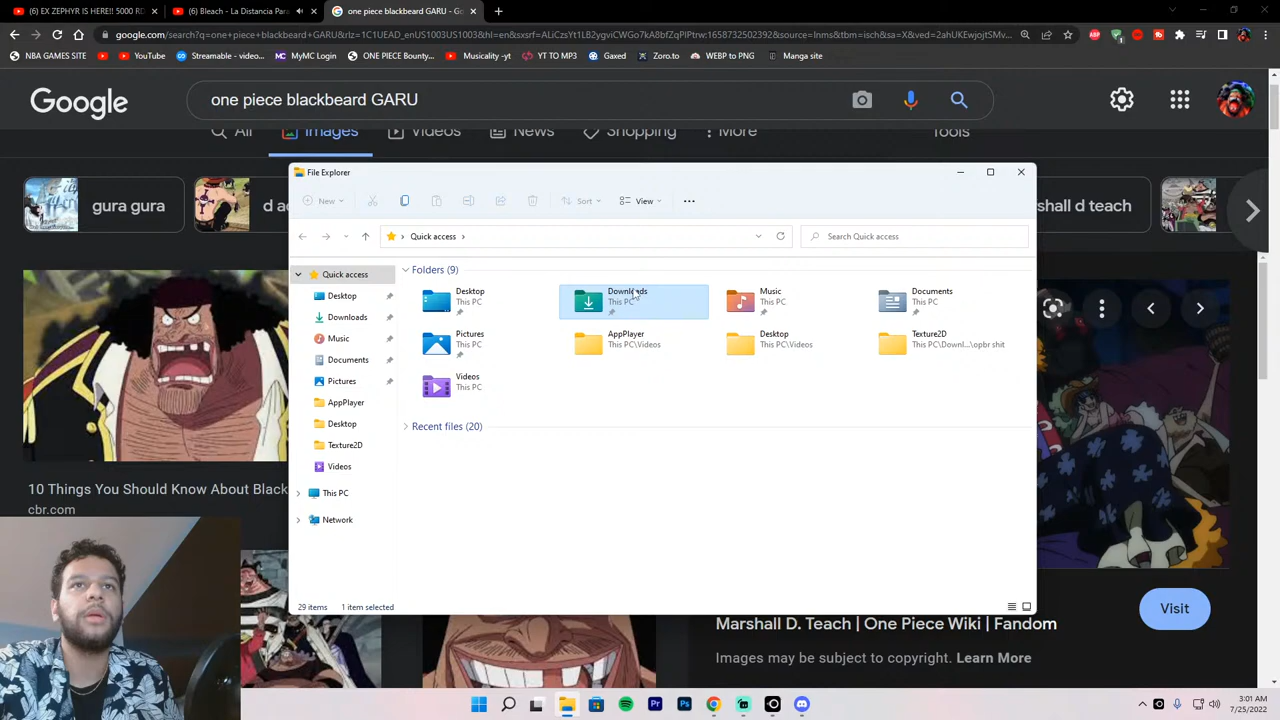 (6) EX ZEPHYR IS HERE!! 5000 RD
(6) Bleach - La Distancia Para
one piece blackbeard GARU - Go
google.com/search?q=one+piece+blackbeard+GARU&rlz=1C1UEAD_enUS1003US1003&hl=en&sxsrf=
NBA GAMES SITE
YouTube
Streamable - video...
MyMC Login
ONE PIECE Bounty...
Musicality -yt
YT TO MP3
Gaxed
Zoro.to
WEBP to PNG
Manga site
Google
one piece blackbeard GARU
All
Images
Videos
News
Shopping
More
Tools
gura gura
shall d teach
File Explorer
New
Sort
View
Quick access
Search Quick access
Quick access
Desktop
Downloads
Music
Documents
Pictures
AppPlayer
Desktop
Texture2D
Videos
This PC
Network
Folders (9)
Desktop
This PC
Downloads
This PC
Music
This PC
Documents
This PC
Pictures
This PC
AppPlayer
This PC\Videos
Desktop
This PC\Videos
Texture2D
This PC\Downl...\opbr shit
Videos
This PC
Recent files (20)
29 items
1 item selected
10 Things You Should Know About Black
cbr.com
Visit
Marshall D. Teach | One Piece Wiki | Fandom
Images may be subject to copyright. Learn More
3:01 AM
7/25/2022